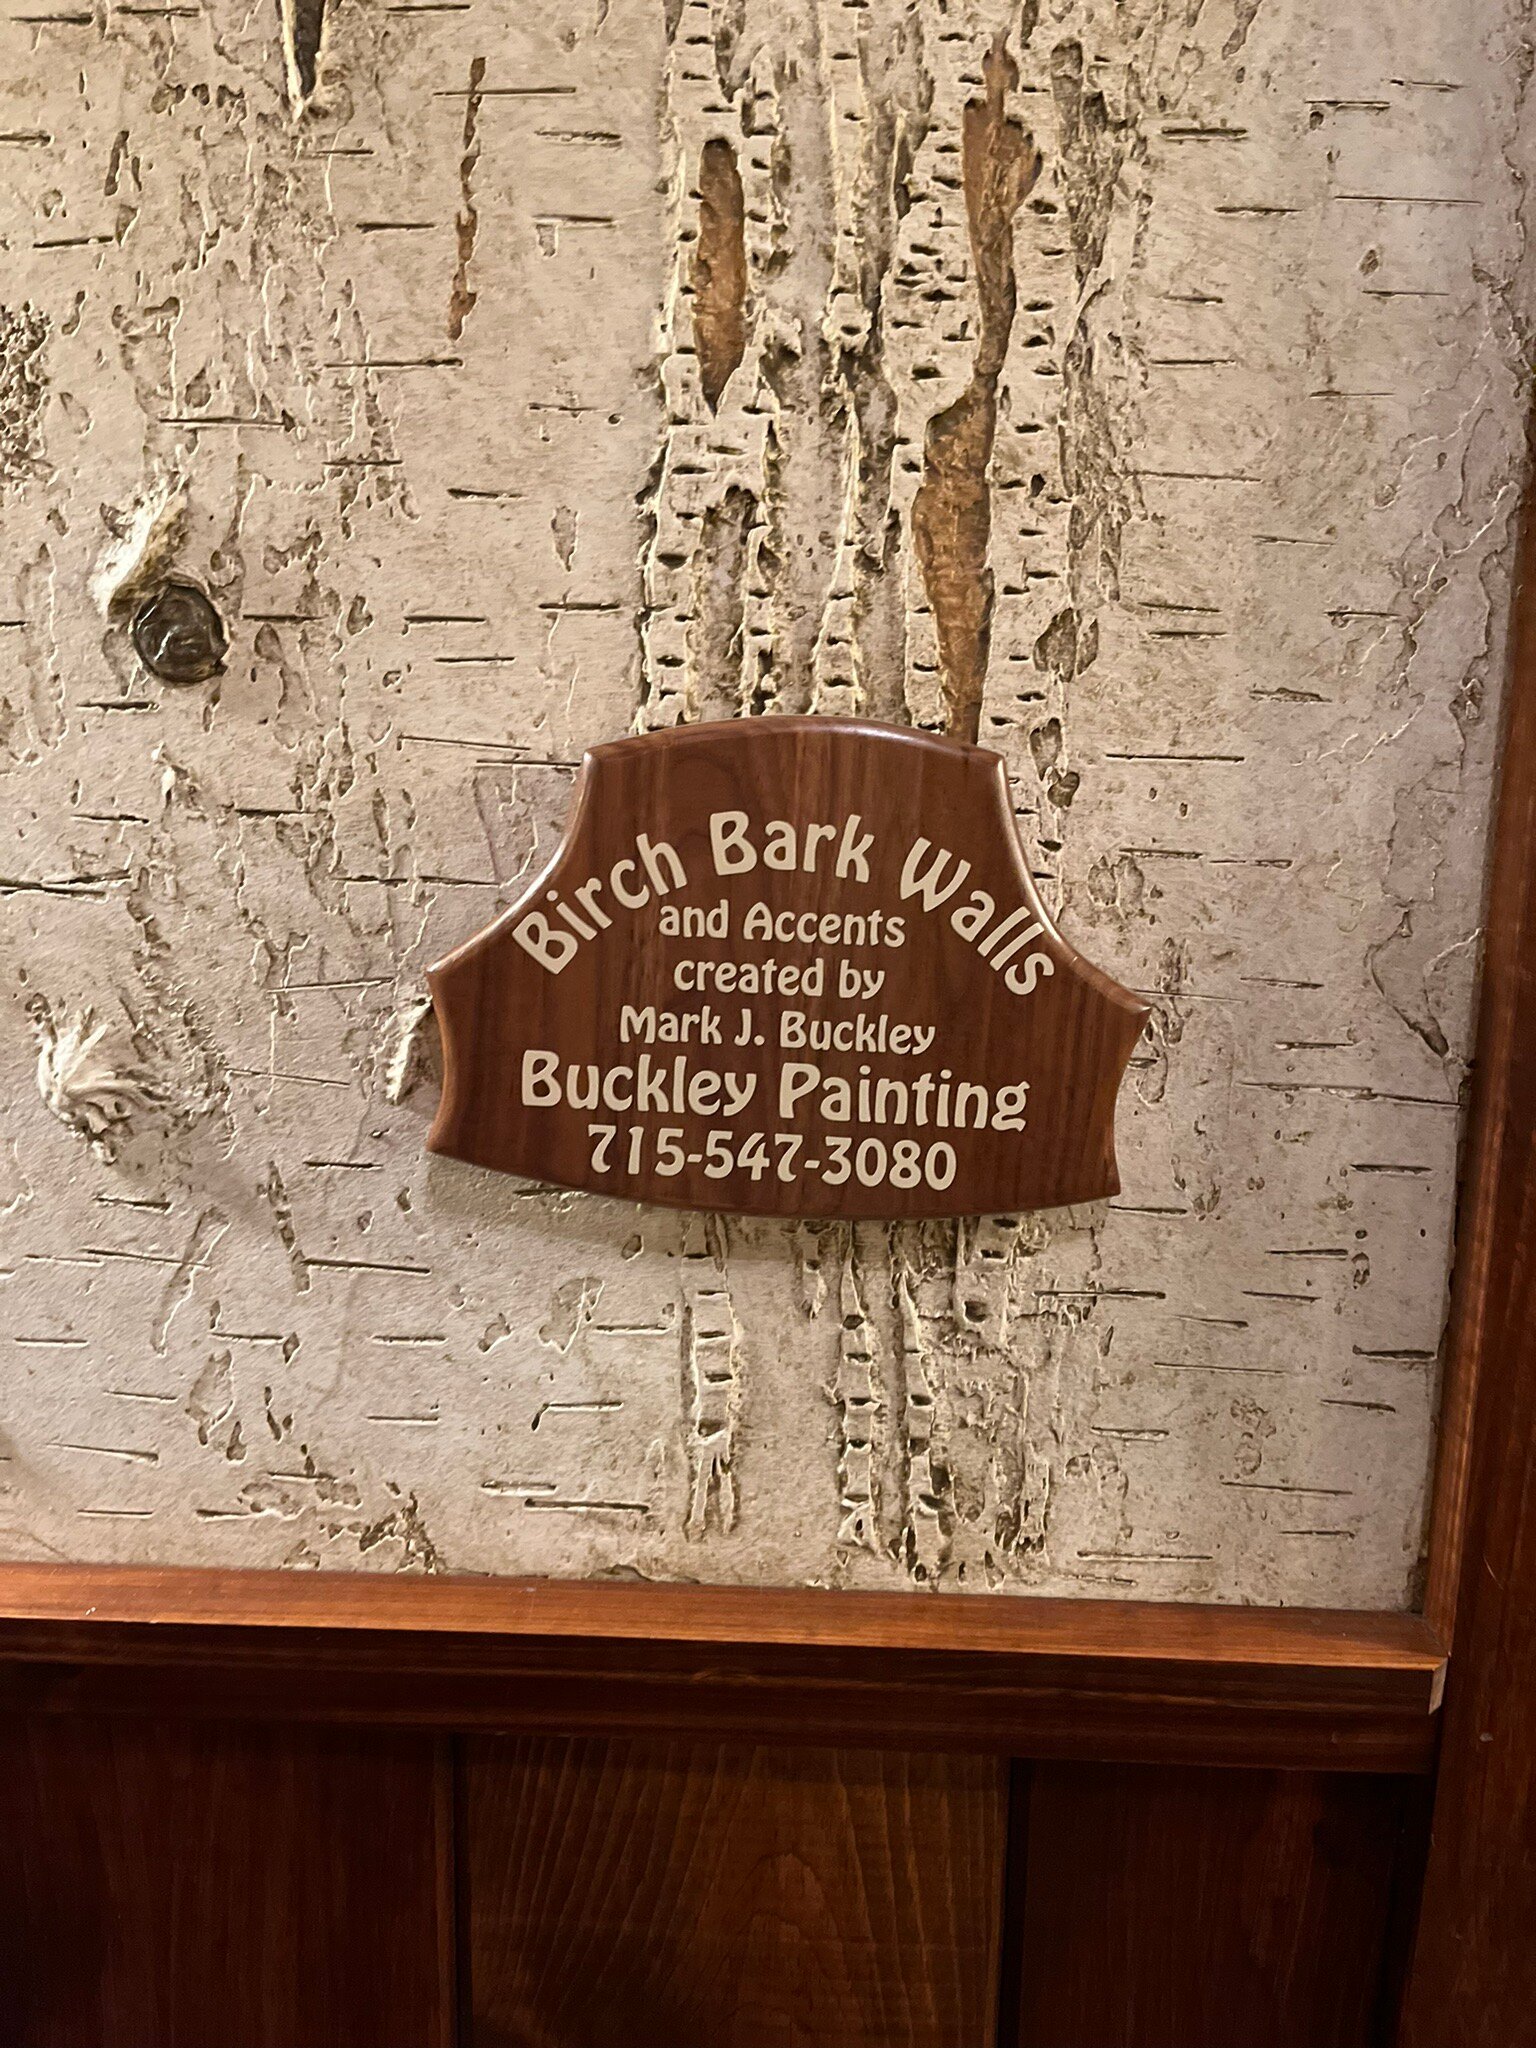 Birch Bark Walls
and Accents
created by
Mark J. Buckley
Buckley Painting
715-547-3080